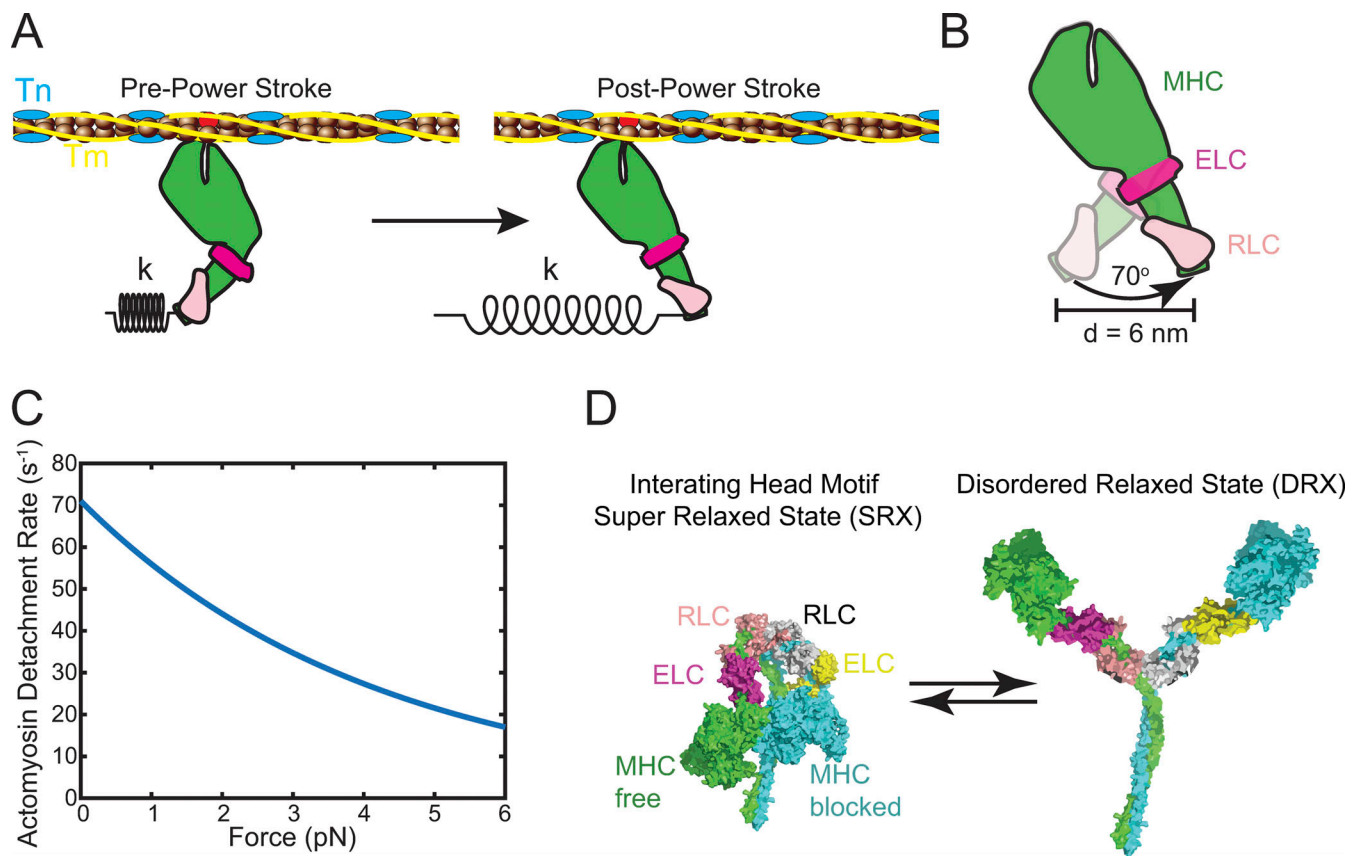 A
Tn
Pre-Power Stroke
Post-Power Stroke
Tm
k
k
B
MHC
ELC
RLC
70o
d = 6 nm
C
Actomyosin Detachment Rate (s-1)
80
70
60
50
40
30
20
10
0
0 1 2 3 4 5 6
Force (pN)
D
Interating Head Motif
Super Relaxed State (SRX)
Disordered Relaxed State (DRX)
RLC
RLC
ELC
ELC
MHC
free
MHC
blocked